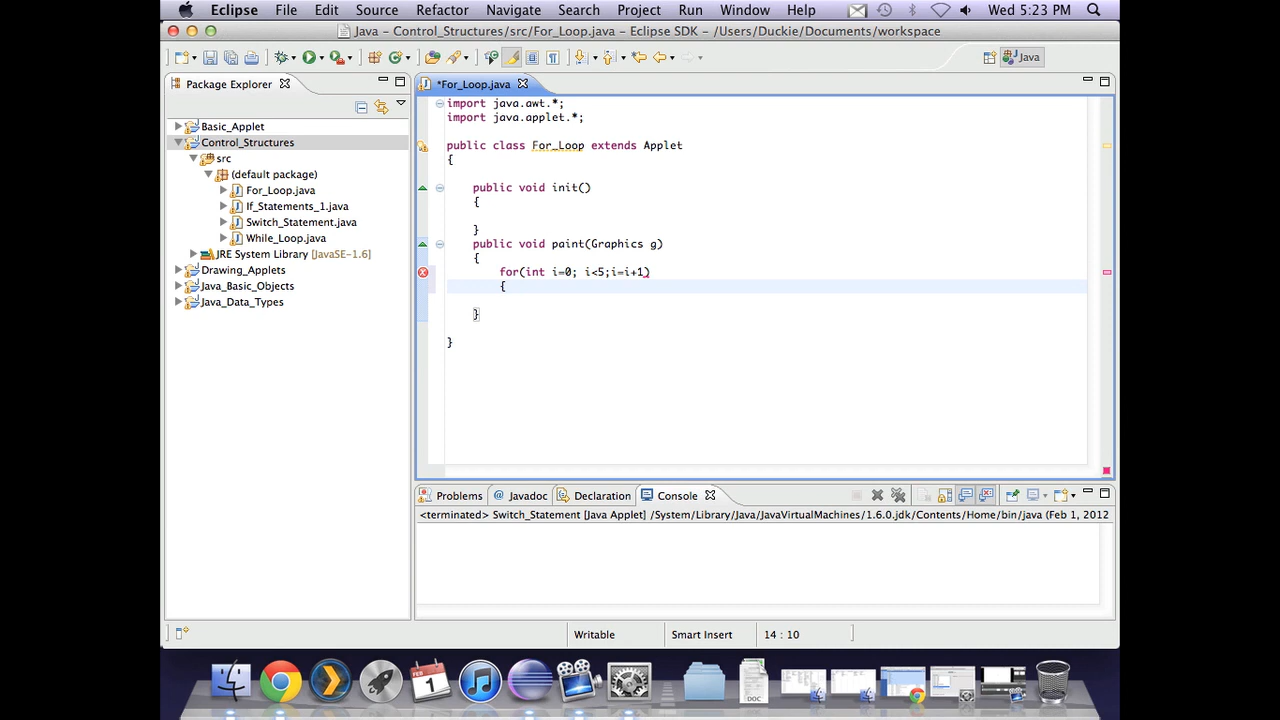 Eclipse File Edit Source Refactor Navigate Search Project Run Window Help Wed 5:23 PM
Java – Control_Structures/src/For_Loop.java – Eclipse SDK – /Users/Duckie/Documents/workspace
Java
Package Explorer
Basic_Applet
Control_Structures
src
(default package)
For_Loop.java
If_Statements_1.java
Switch_Statement.java
While_Loop.java
JRE System Library [JavaSE-1.6]
Drawing_Applets
Java_Basic_Objects
Java_Data_Types
*For_Loop.java
import java.awt.*;
import java.applet.*;
public class For_Loop extends Applet
{
public void init()
{
}
public void paint(Graphics g)
{
for(int i=0; i<5;i=i+1)
{
}
}
Problems @ Javadoc Declaration Console
<terminated> Switch_Statement [Java Applet] /System/Library/Java/JavaVirtualMachines/1.6.0.jdk/Contents/Home/bin/java (Feb 1, 2012
Writable Smart Insert 14 : 10
FEB
1
DOC